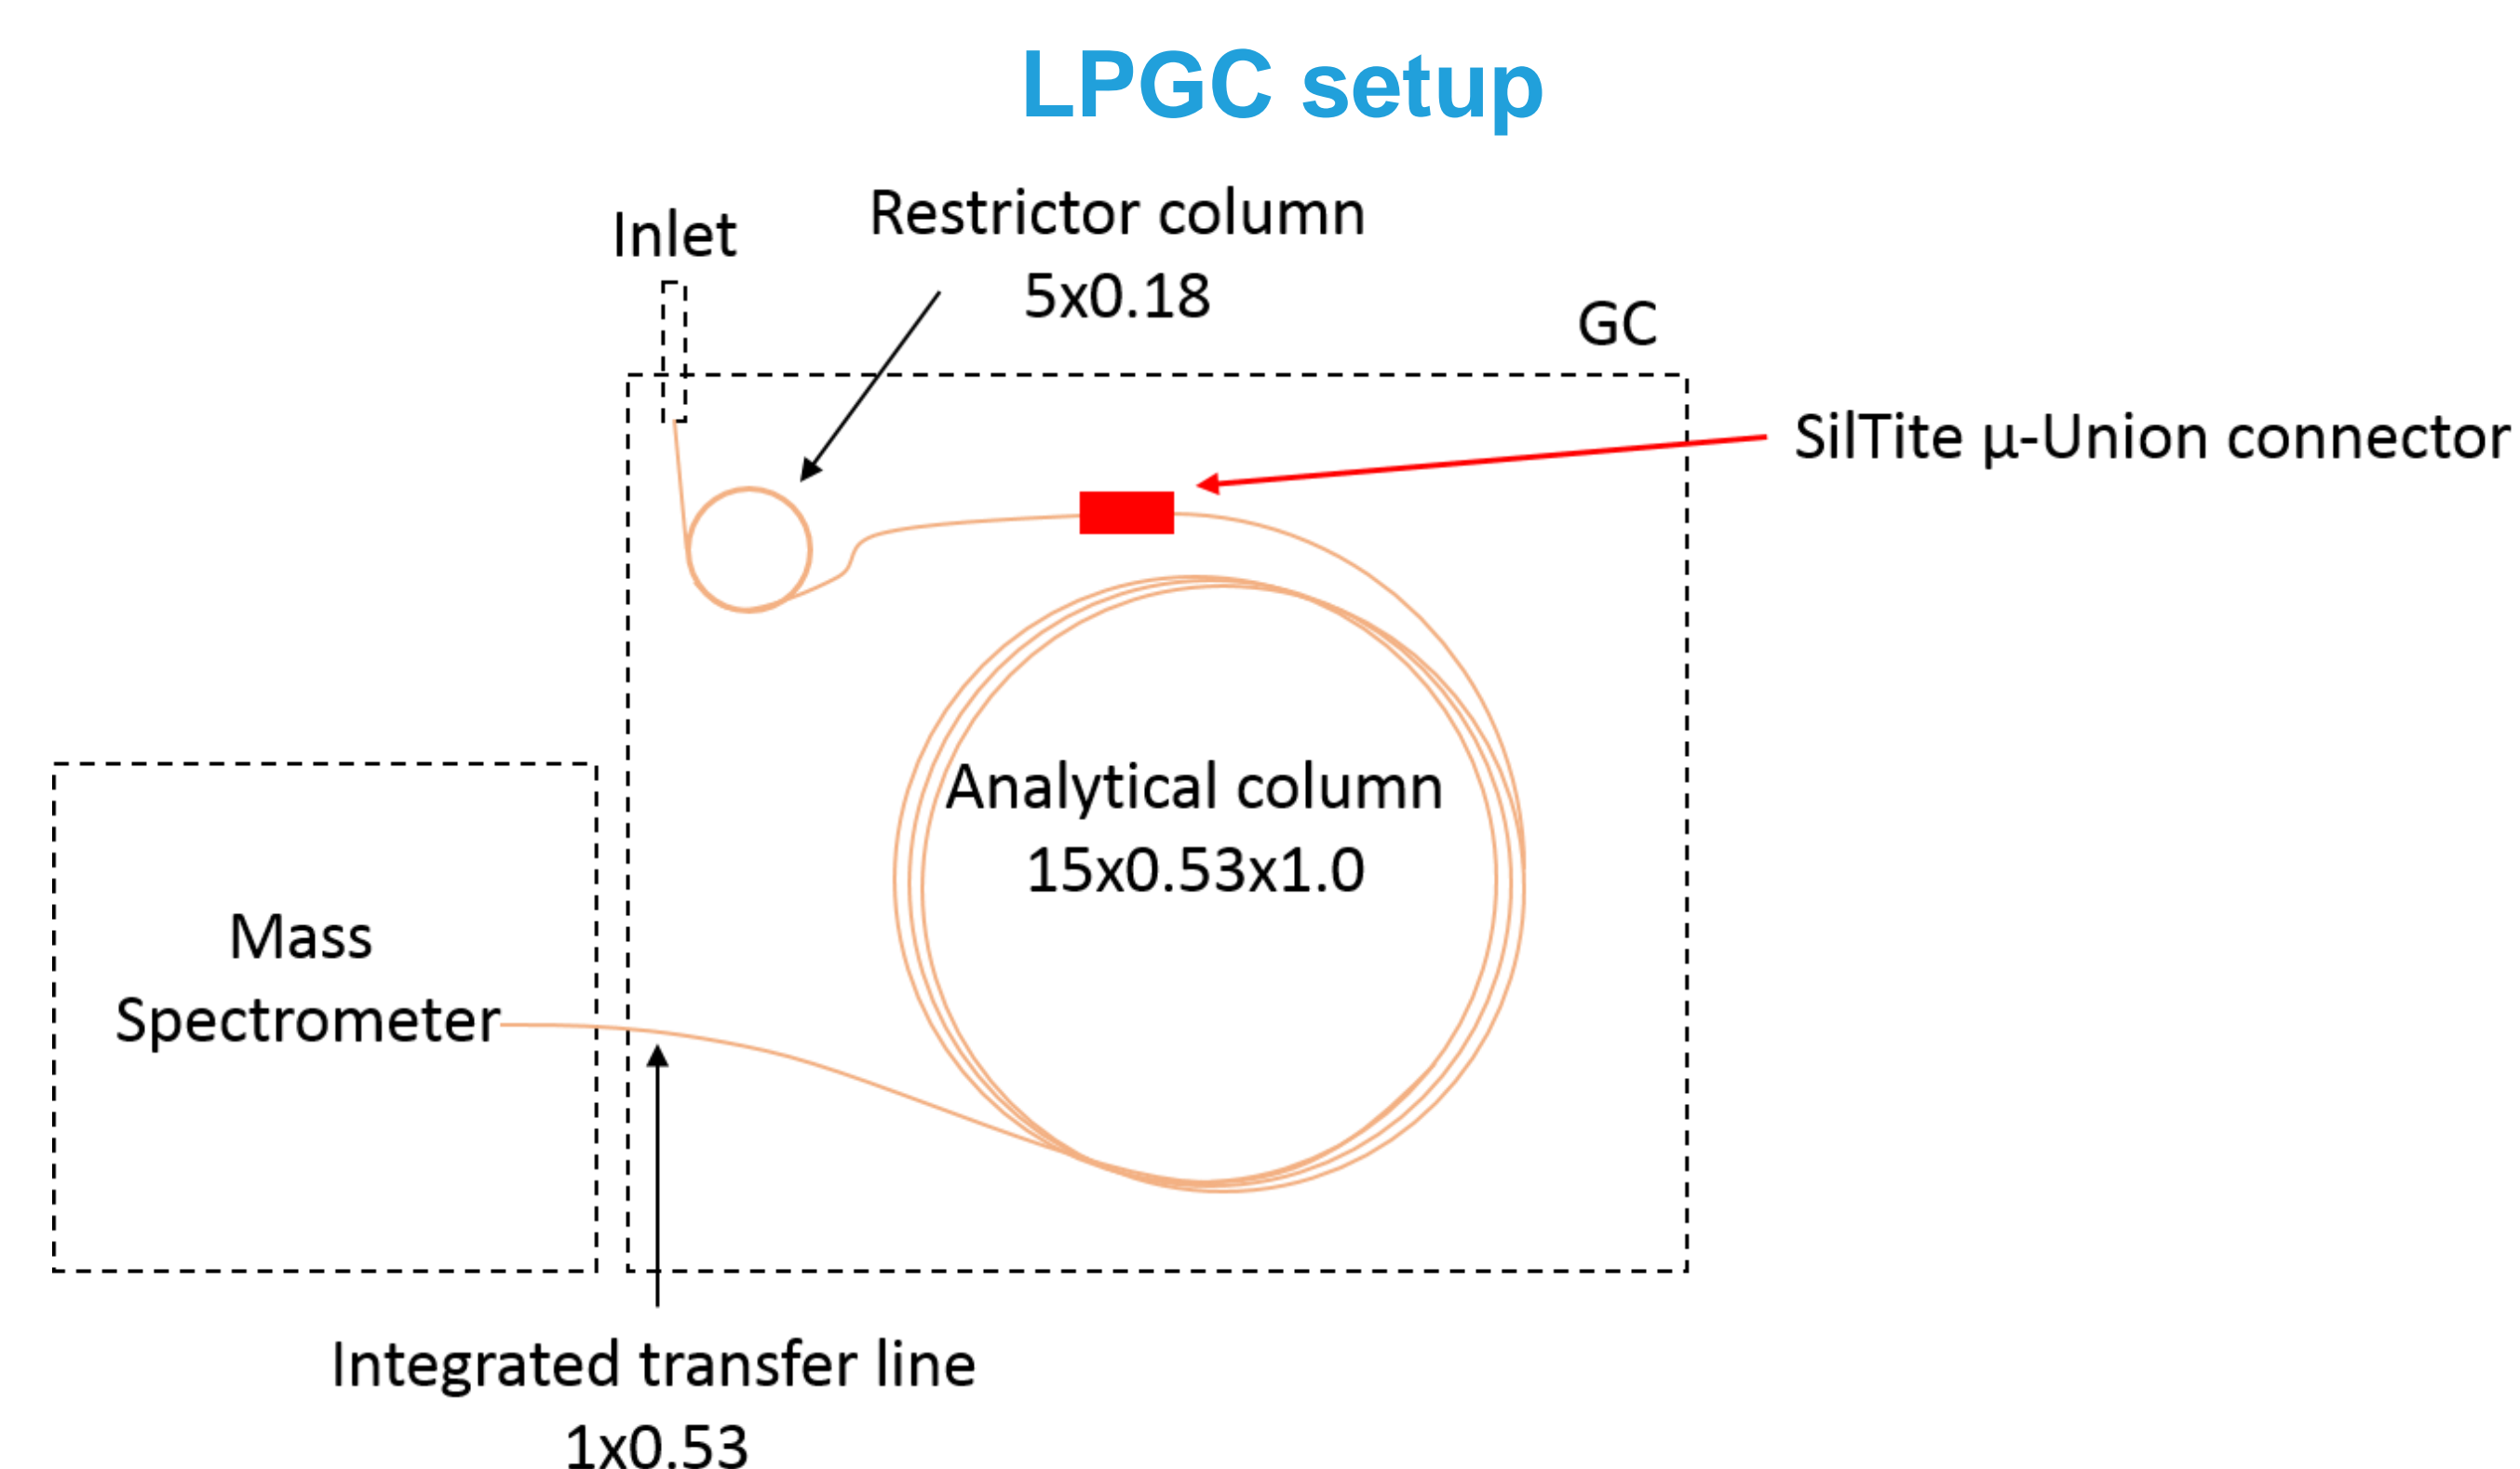 LPGC setup
Inlet
Restrictor column
5x0.18
GC
SilTite µ-Union connector
Analytical column
15x0.53x1.0
Mass
Spectrometer
Integrated transfer line
1x0.53